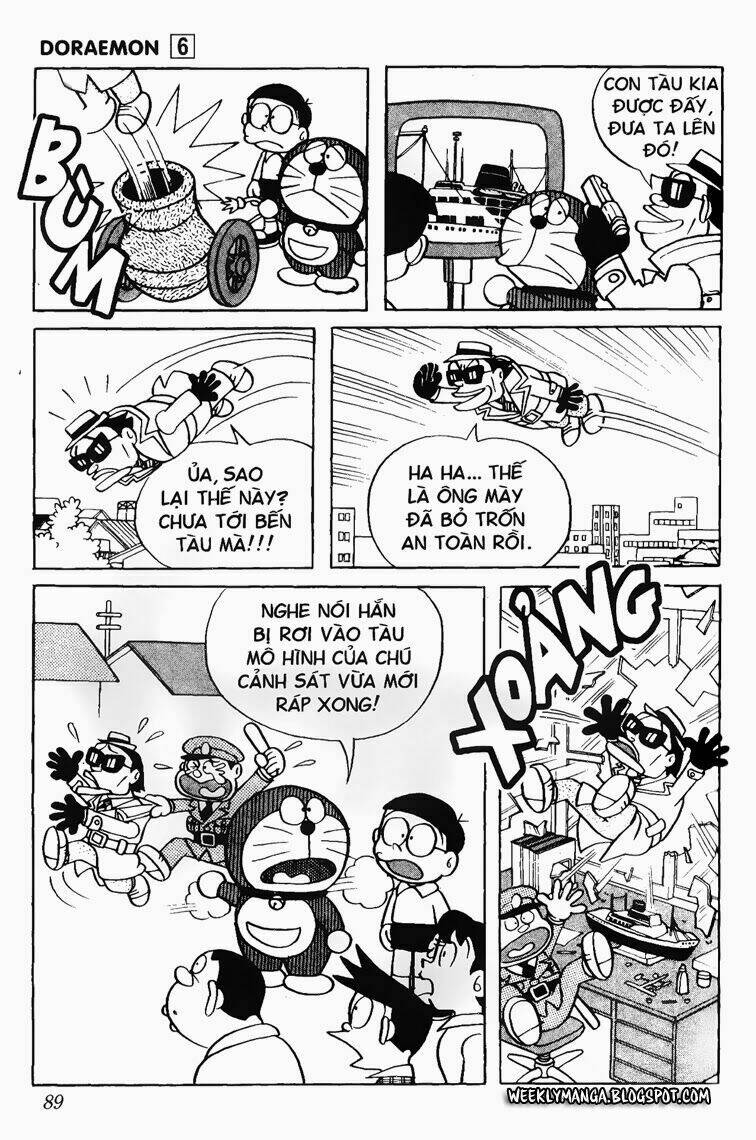 DORAEMON 6
CON TÀU KIA
ĐƯỢC ĐẤY,
ĐƯA TA LÊN
ĐÓ!
BÙM
HA HA... THẾ
LÀ ÔNG MÀY
ĐÃ BỎ TRỐN
AN TOÀN RỒI.
ỦA, SAO
LẠI THẾ NÀY?
CHƯA TỚI BẾN
TÀU MÀ!!!
XOẢNG
NGHE NÓI HẮN
BỊ RƠI VÀO TÀU
MÔ HÌNH CỦA CHÚ
CẢNH SÁT VỪA MỚI
RÁP XONG!
89
WEEKLYMANGA.BLOGSPOT.COM